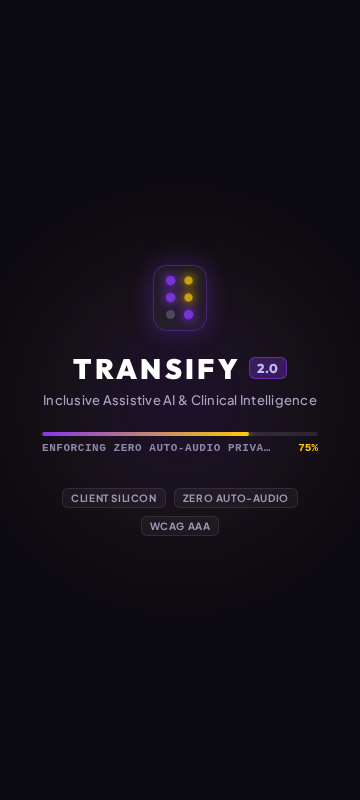 TRANSIFY 2.0
Inclusive Assistive AI & Clinical Intelligence
ENFORCING ZERO AUTO-AUDIO PRIVA… 75%
CLIENT SILICON ZERO AUTO-AUDIO
WCAG AAA